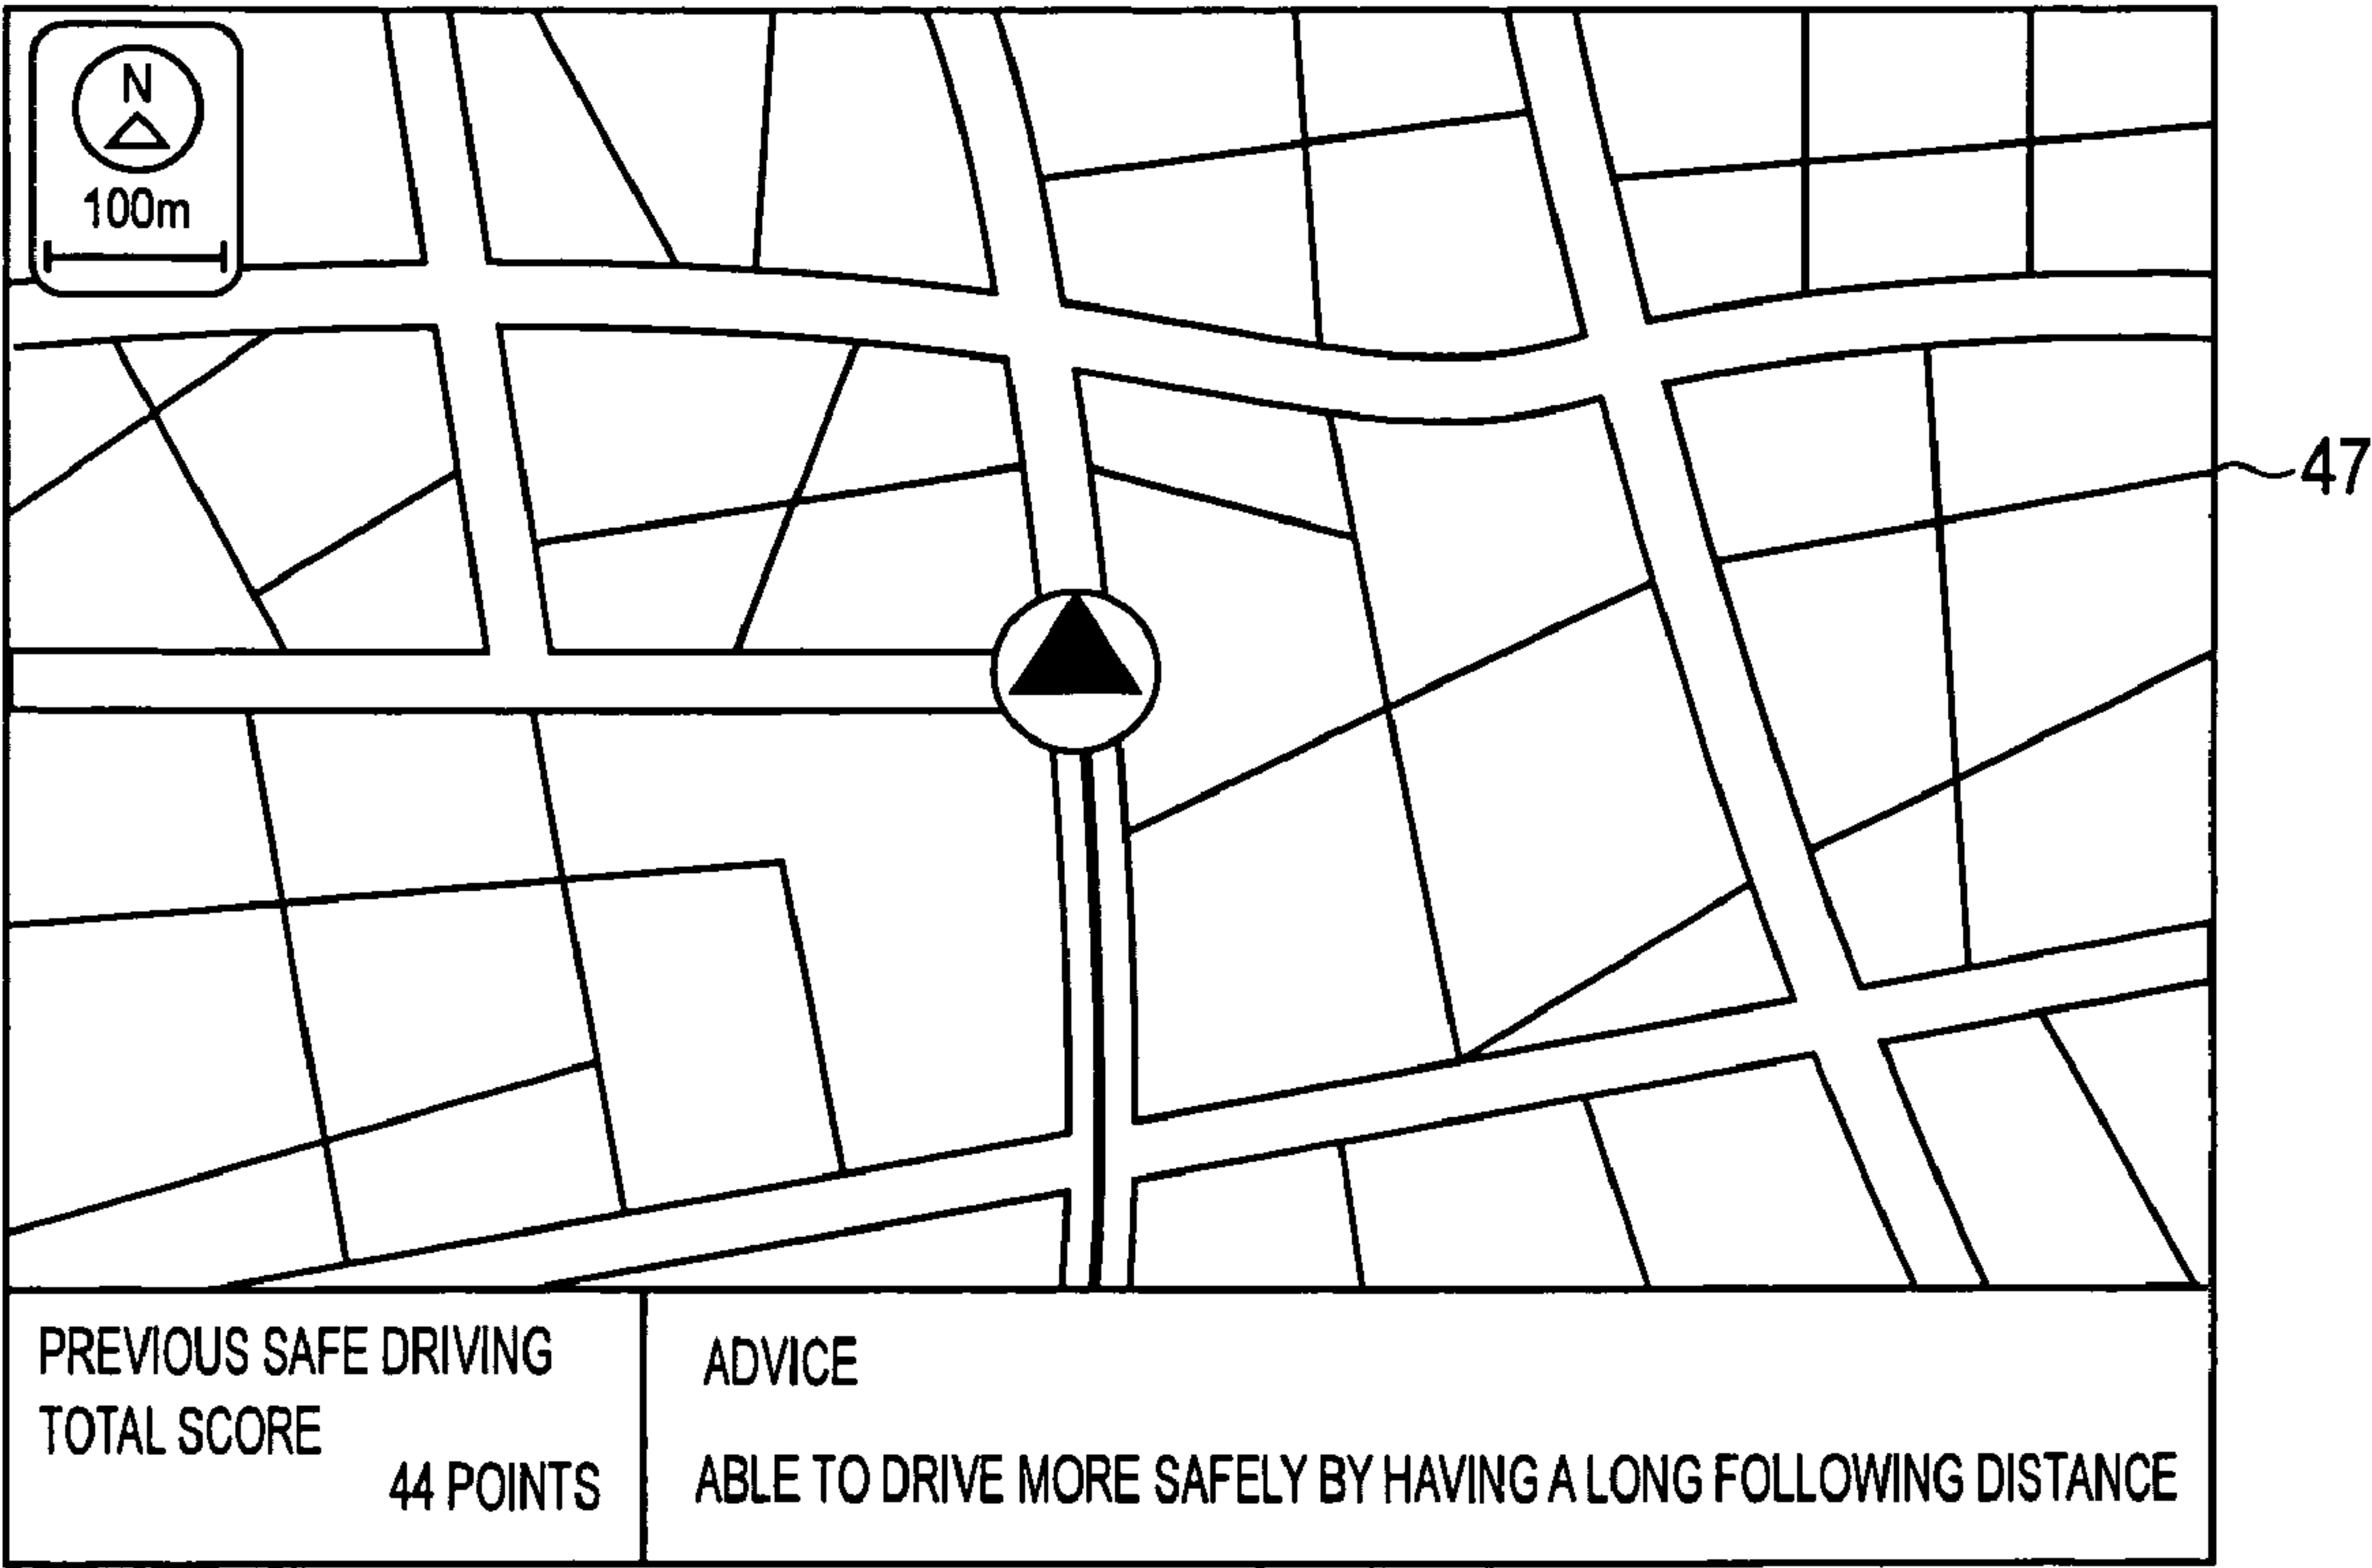 N
100m
47
PREVIOUS SAFE DRIVING
TOTAL SCORE
44 POINTS
ADVICE
ABLE TO DRIVE MORE SAFELY BY HAVING A LONG FOLLOWING DISTANCE